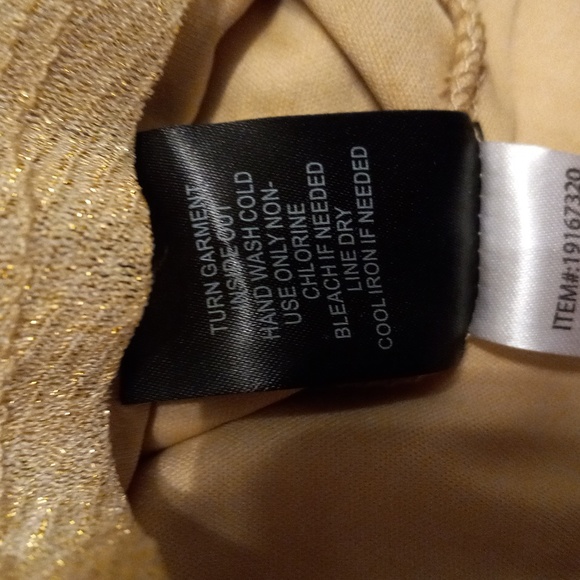 TURN GARMENT
INSIDE OUT
HAND WASH COLD
USE ONLY NON-
CHLORINE
BLEACH IF NEEDED
LINE DRY
COOL IRON IF NEEDED
ITEM#:19167320